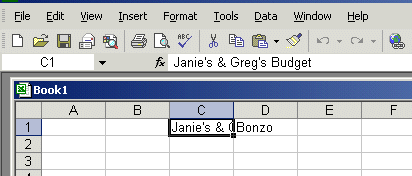 File Edit View Insert Format Tools Data Window Help
ABC
C1 fx Janie's & Greg's Budget
Book1
A B C D E F
1 Janie's & G Bonzo
2
3